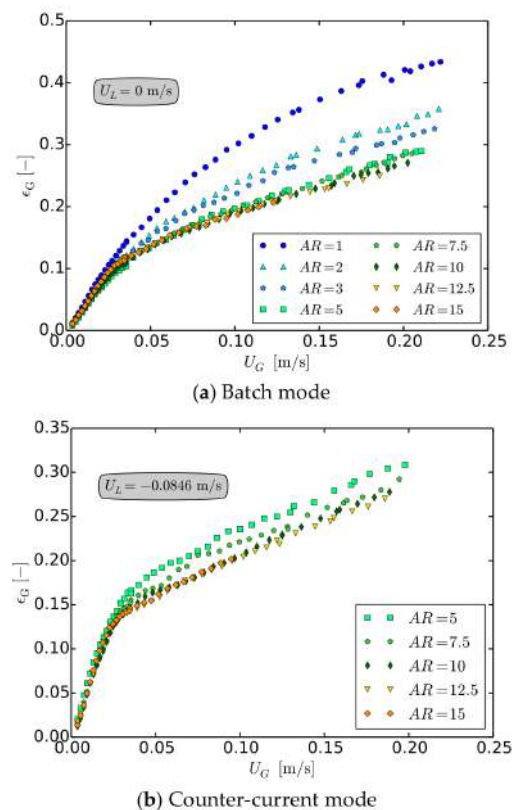 0.5
0.4
0.3
0.2
0.1
0.0
ϵ_G [−]
U_L = 0 m/s
AR=1
AR=2
AR=3
AR=5
AR=7.5
AR=10
AR=12.5
AR=15
0.00 0.05 0.10 0.15 0.20 0.25
U_G [m/s]
(a) Batch mode
0.35
0.30
0.25
0.20
0.15
0.10
0.05
0.00
ϵ_G [−]
U_L = −0.0846 m/s
AR=5
AR=7.5
AR=10
AR=12.5
AR=15
0.00 0.05 0.10 0.15 0.20 0.25
U_G [m/s]
(b) Counter-current mode